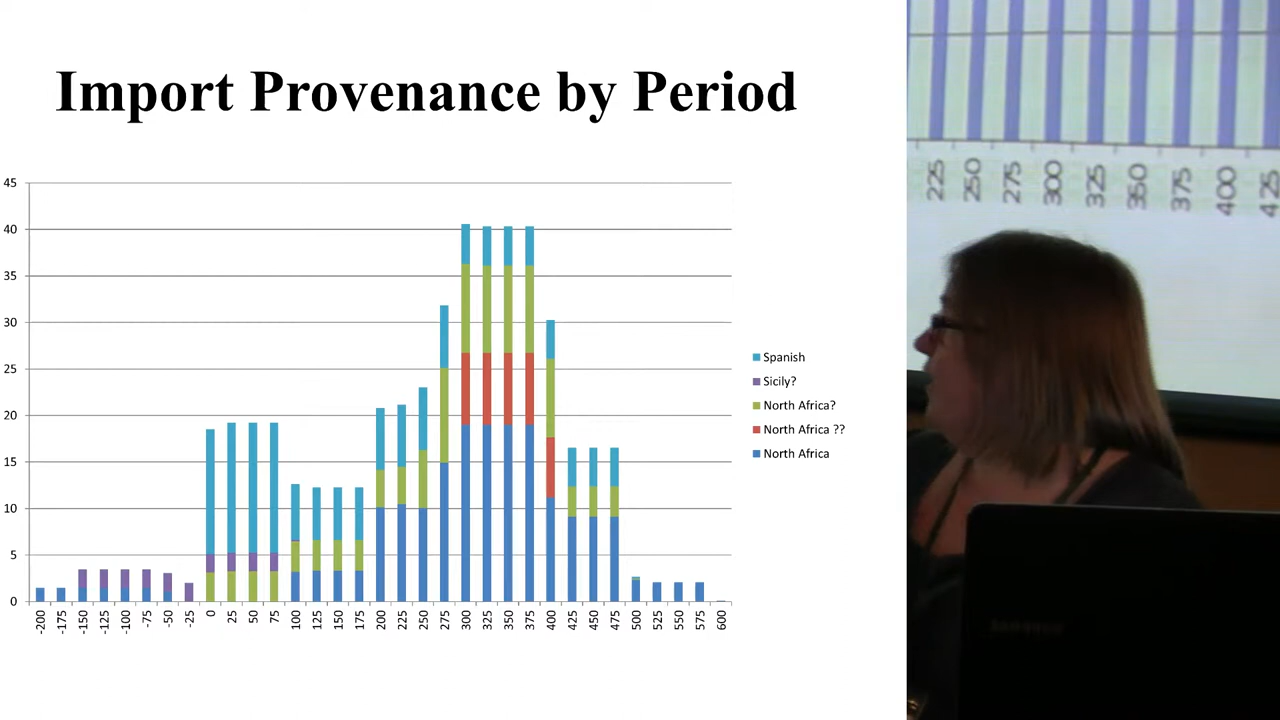 Import Provenance by Period
45
40
35
30
25
20
15
10
5
0
-200 -175 -150 -125 -100 -75 -50 -25 0 25 50 75 100 125 150 175 200 225 250 275 300 325 350 375 400 425 450 475 500 525 550 575 600
Spanish
Sicily?
North Africa?
North Africa ??
North Africa
225 250 275 300 325 350 375 400 425
SAMSUNG